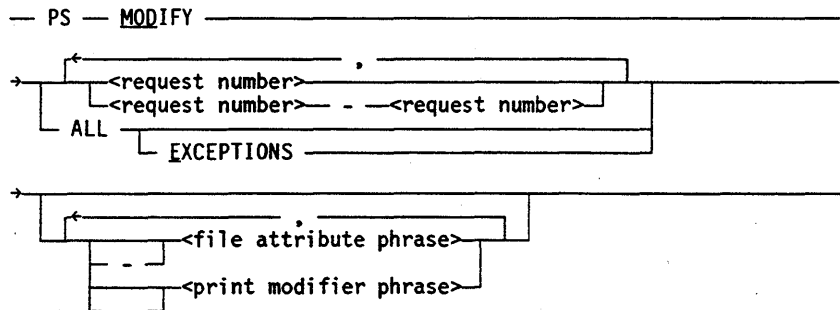 PS — MODIFY
,
<request number>
<request number> - <request number>
ALL
EXCEPTIONS
,
<file attribute phrase>
-
<print modifier phrase>